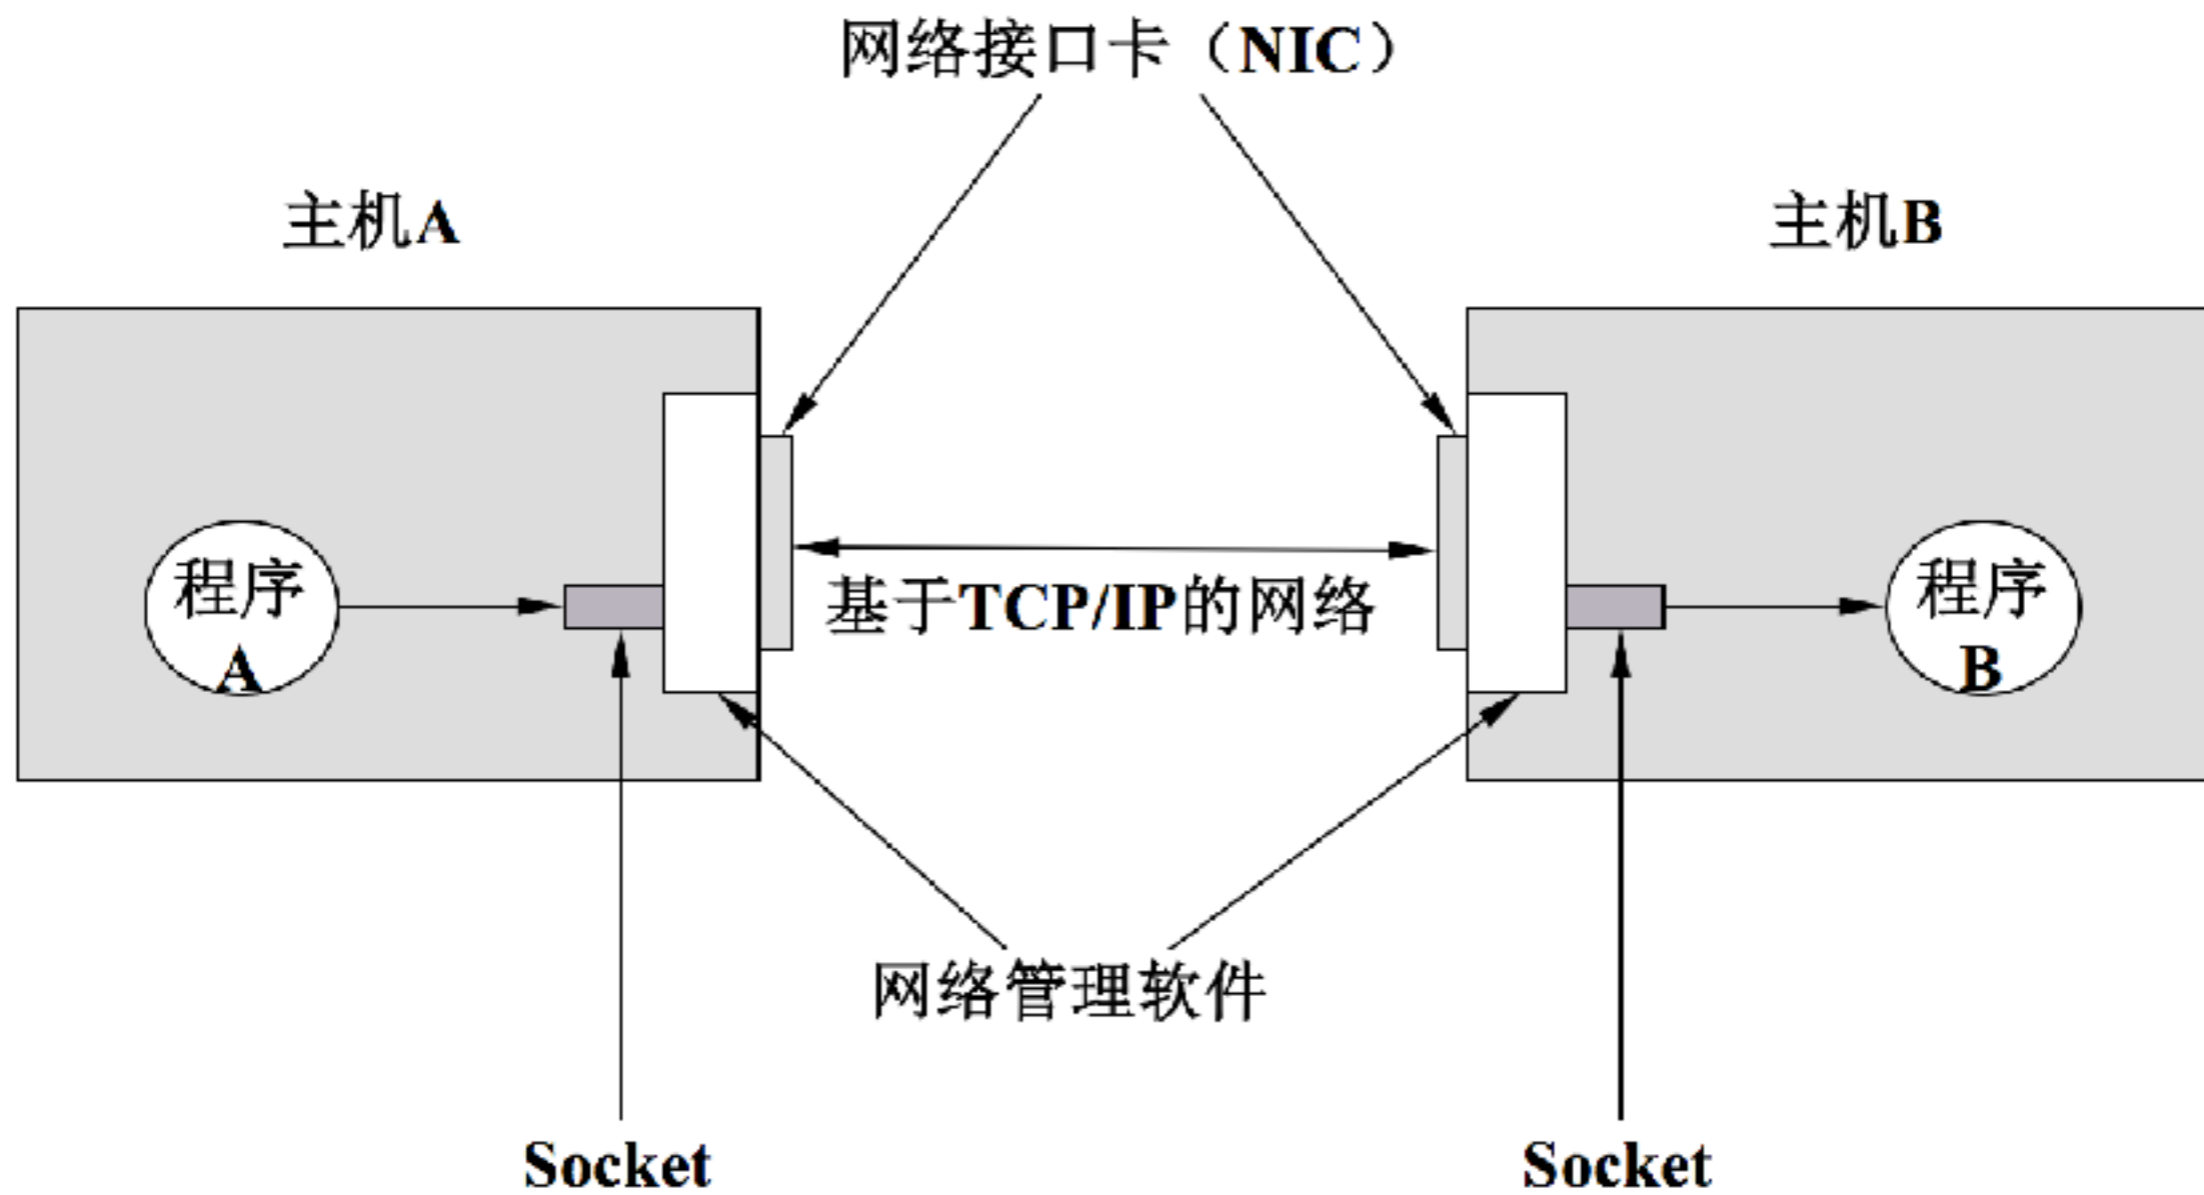 网络接口卡（NIC）
主机A
主机B
程序
A
基于TCP/IP的网络
程序
B
网络管理软件
Socket
Socket